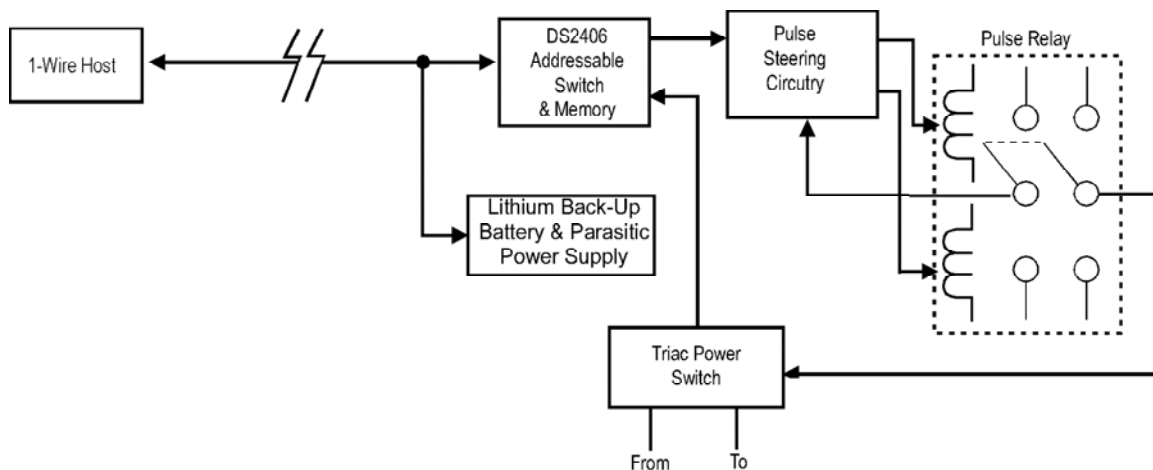 1-Wire Host
DS2406
Addressable
Switch
& Memory
Pulse
Steering
Circutry
Pulse Relay
Lithium Back-Up
Battery & Parasitic
Power Supply
Triac Power
Switch
From
To